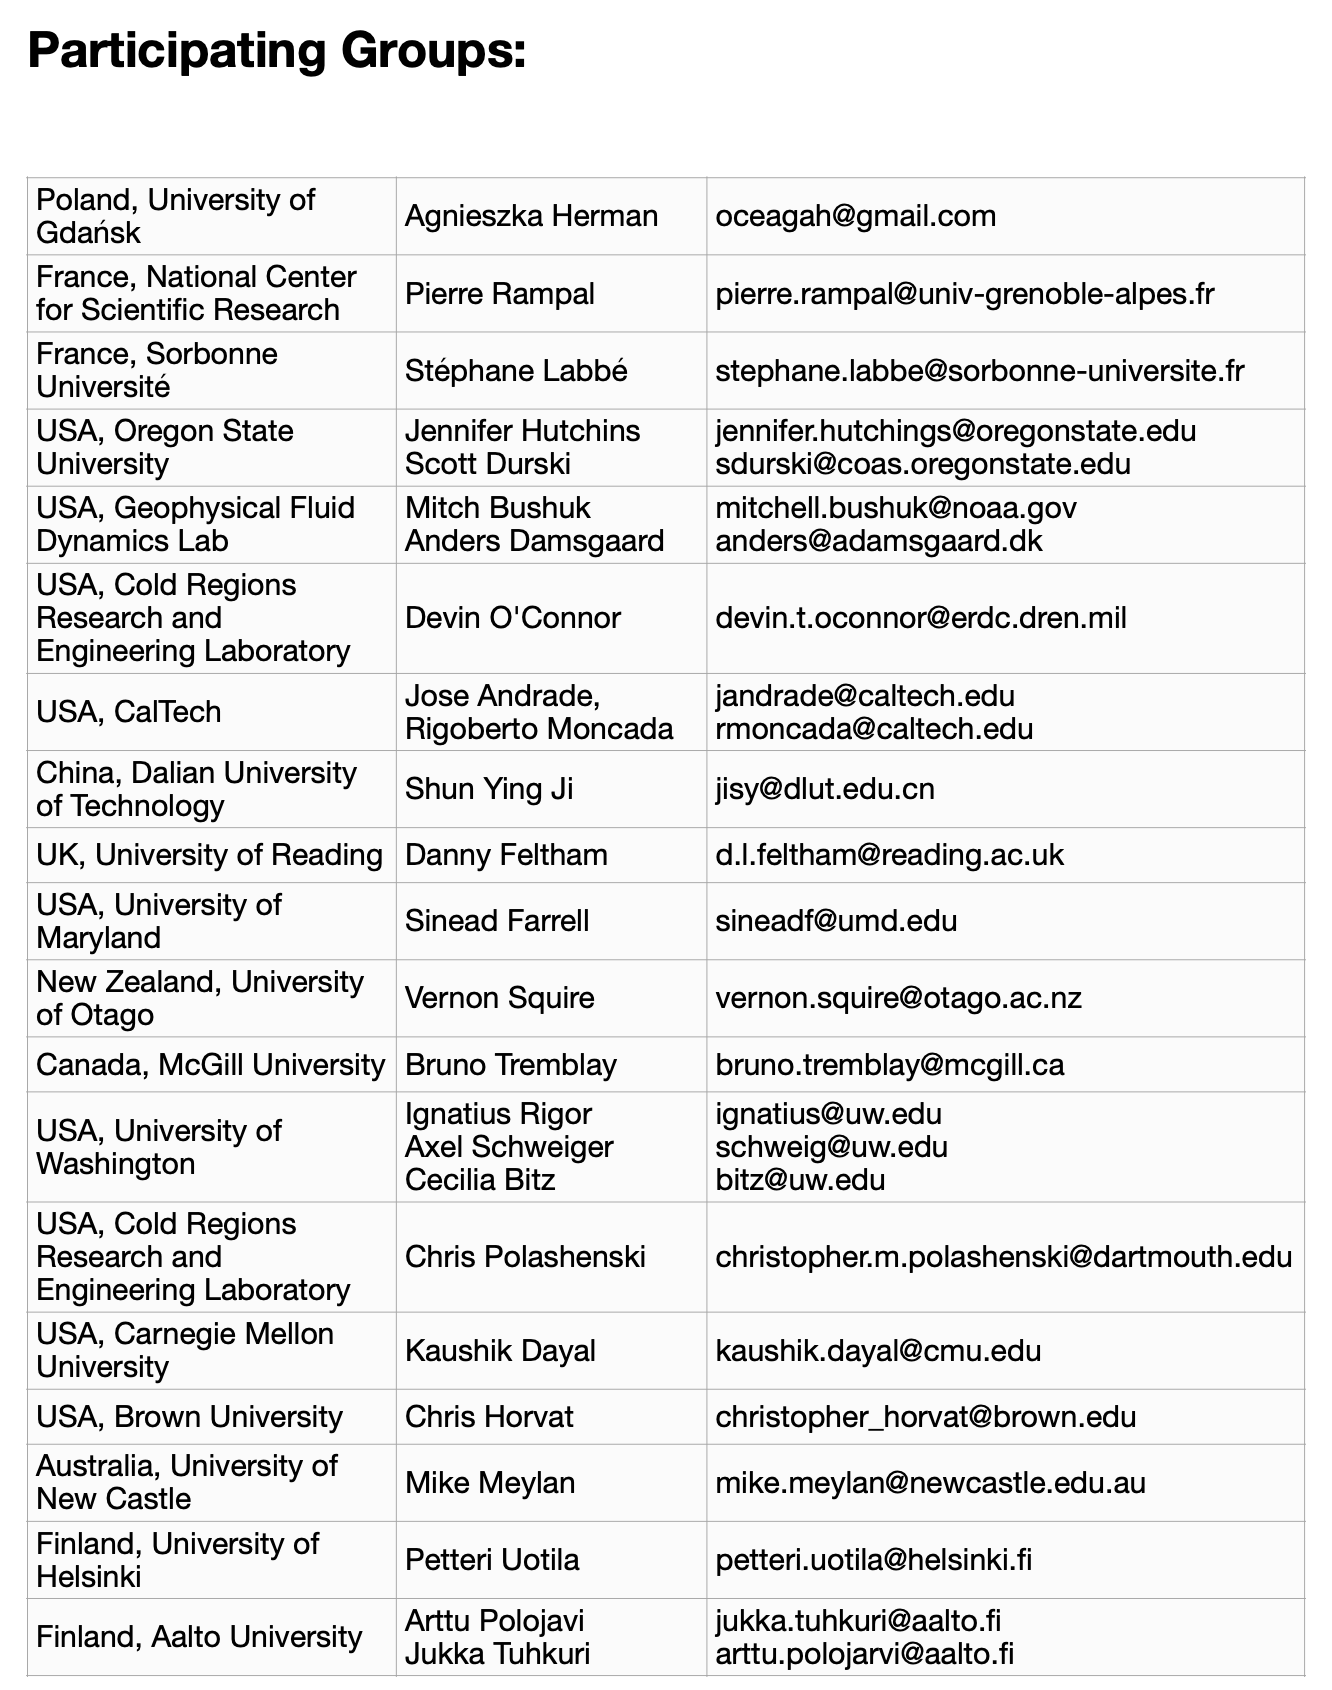 Participating Groups:
Poland, University of
Gdańsk
Agnieszka Herman
oceagah@gmail.com
France, National Center
for Scientific Research
Pierre Rampal
pierre.rampal@univ-grenoble-alpes.fr
France, Sorbonne
Université
Stéphane Labbé
stephane.labbe@sorbonne-universite.fr
USA, Oregon State
University
Jennifer Hutchins
Scott Durski
jennifer.hutchings@oregonstate.edu
sdurski@coas.oregonstate.edu
USA, Geophysical Fluid
Dynamics Lab
Mitch Bushuk
Anders Damsgaard
mitchell.bushuk@noaa.gov
anders@adamsgaard.dk
USA, Cold Regions
Research and
Engineering Laboratory
Devin O'Connor
devin.t.oconnor@erdc.dren.mil
USA, CalTech
Jose Andrade,
Rigoberto Moncada
jandrade@caltech.edu
rmoncada@caltech.edu
China, Dalian University
of Technology
Shun Ying Ji
jisy@dlut.edu.cn
UK, University of Reading
Danny Feltham
d.l.feltham@reading.ac.uk
USA, University of
Maryland
Sinead Farrell
sineadf@umd.edu
New Zealand, University
of Otago
Vernon Squire
vernon.squire@otago.ac.nz
Canada, McGill University
Bruno Tremblay
bruno.tremblay@mcgill.ca
USA, University of
Washington
Ignatius Rigor
Axel Schweiger
Cecilia Bitz
ignatius@uw.edu
schweig@uw.edu
bitz@uw.edu
USA, Cold Regions
Research and
Engineering Laboratory
Chris Polashenski
christopher.m.polashenski@dartmouth.edu
USA, Carnegie Mellon
University
Kaushik Dayal
kaushik.dayal@cmu.edu
USA, Brown University
Chris Horvat
christopher_horvat@brown.edu
Australia, University of
New Castle
Mike Meylan
mike.meylan@newcastle.edu.au
Finland, University of
Helsinki
Petteri Uotila
petteri.uotila@helsinki.fi
Finland, Aalto University
Arttu Polojavi
Jukka Tuhkuri
jukka.tuhkuri@aalto.fi
arttu.polojarvi@aalto.fi